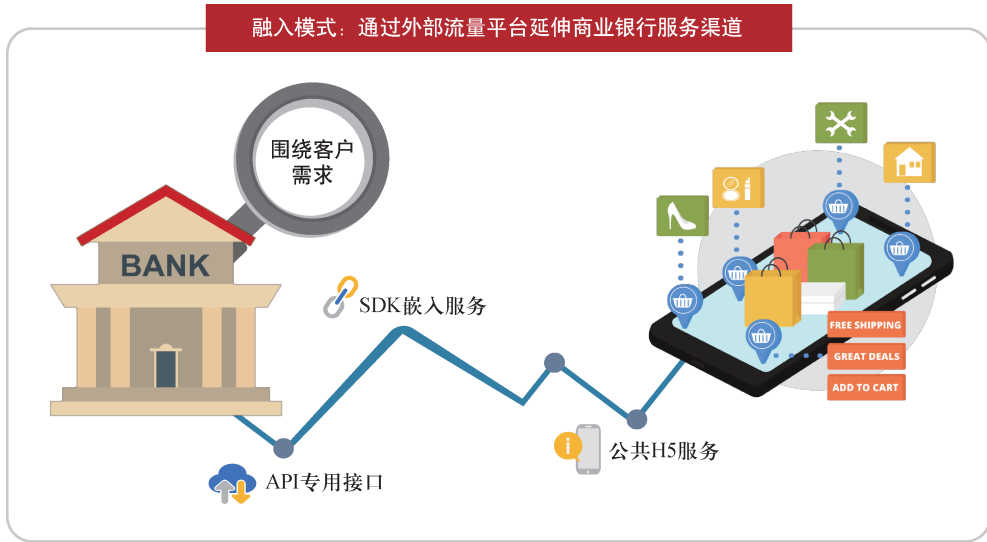 融入模式：通过外部流量平台延伸商业银行服务渠道
围绕客户
需求
BANK
SDK嵌入服务
FREE SHIPPING
GREAT DEALS
ADD TO CART
公共H5服务
API专用接口